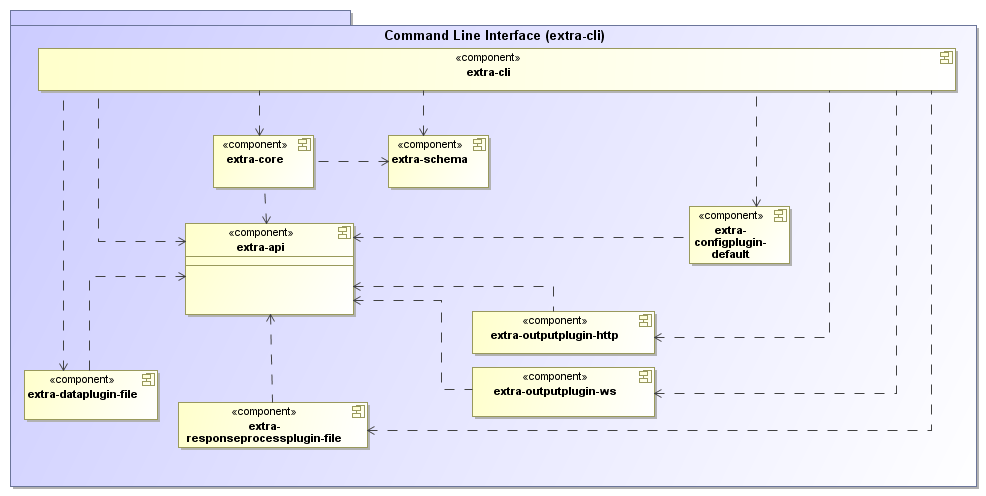 Command Line Interface (extra-cli)
«component»
extra-cli
«component»
extra-core
«component»
extra-schema
«component»
extra-configplugin-
default
«component»
extra-api
«component»
extra-outputplugin-http
«component»
extra-outputplugin-ws
«component»
extra-dataplugin-file
«component»
extra-
responseprocessplugin-file